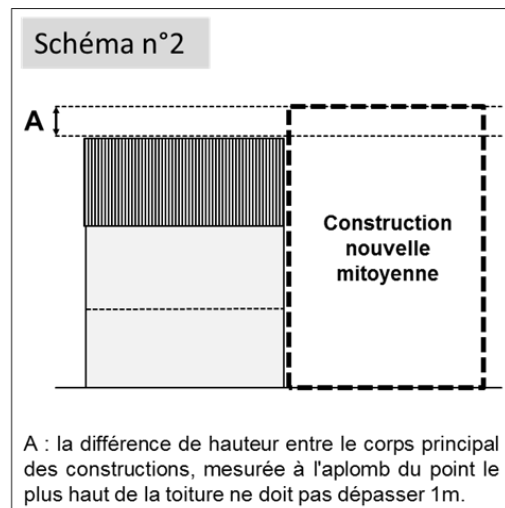 Schéma n°2
A
Construction
nouvelle
mitoyenne
A : la différence de hauteur entre le corps principal
des constructions, mesurée à l'aplomb du point le
plus haut de la toiture ne doit pas dépasser 1m.